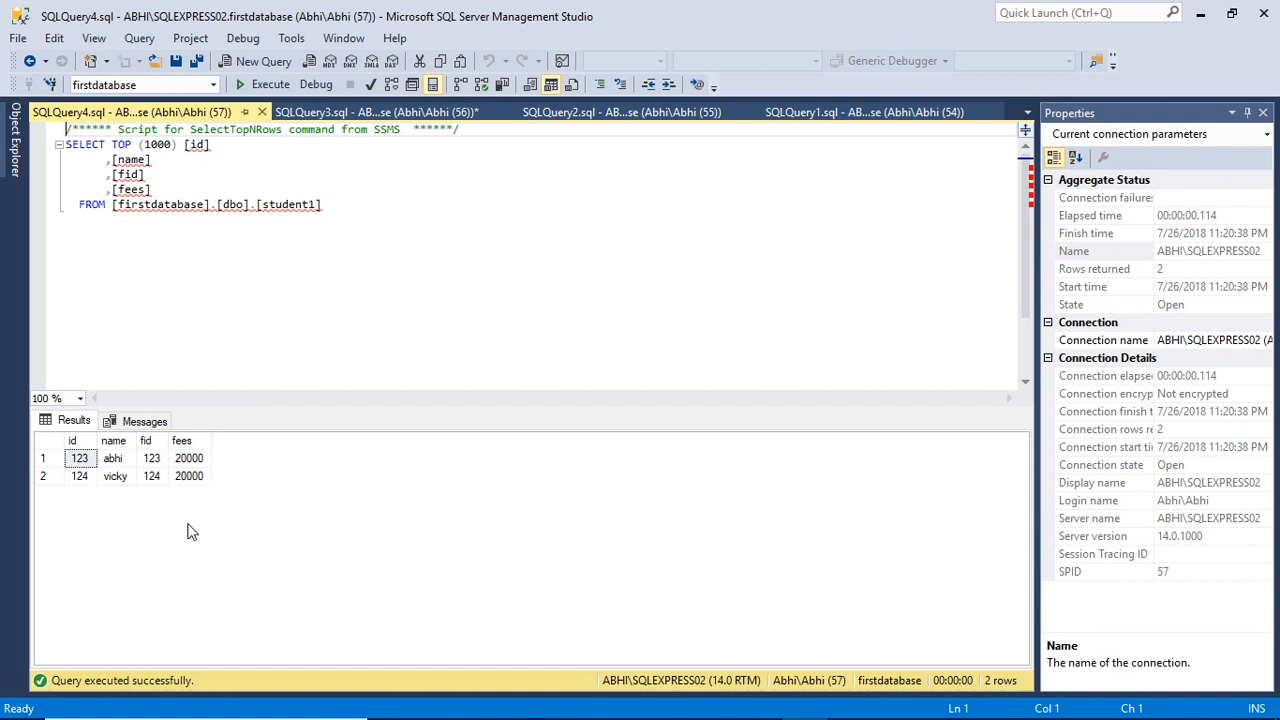 SQLQuery4.sql - ABHI\SQLEXPRESS02.firstdatabase (Abhi\Abhi (57)) - Microsoft SQL Server Management Studio
Quick Launch (Ctrl+Q)
File Edit View Query Project Debug Tools Window Help
New Query
Generic Debugger
firstdatabase
Execute
Debug
Object Explorer
SQLQuery4.sql - AB...se (Abhi\Abhi (57))
SQLQuery3.sql - AB...se (Abhi\Abhi (56))*
SQLQuery2.sql - AB...se (Abhi\Abhi (55))
SQLQuery1.sql - AB...se (Abhi\Abhi (54))
/****** Script for SelectTopNRows command from SSMS  ******/
SELECT TOP (1000) [id]
,[name]
,[fid]
,[fees]
FROM [firstdatabase].[dbo].[student1]
100 %
Results
Messages
id name fid fees
1 123 abhi 123 20000
2 124 vicky 124 20000
Query executed successfully.
ABHI\SQLEXPRESS02 (14.0 RTM)
Abhi\Abhi (57)
firstdatabase
00:00:00
2 rows
Properties
Current connection parameters
Aggregate Status
Connection failures
Elapsed time 00:00:00.114
Finish time 7/26/2018 11:20:38 PM
Name ABHI\SQLEXPRESS02
Rows returned 2
Start time 7/26/2018 11:20:38 PM
State Open
Connection
Connection name ABHI\SQLEXPRESS02 (A
Connection Details
Connection elapse 00:00:00.114
Connection encryp Not encrypted
Connection finish t 7/26/2018 11:20:38 PM
Connection rows re 2
Connection start tir 7/26/2018 11:20:38 PM
Connection state Open
Display name ABHI\SQLEXPRESS02
Login name Abhi\Abhi
Server name ABHI\SQLEXPRESS02
Server version 14.0.1000
Session Tracing ID
SPID 57
Name
The name of the connection.
Ready
Ln 1
Col 1
Ch 1
INS